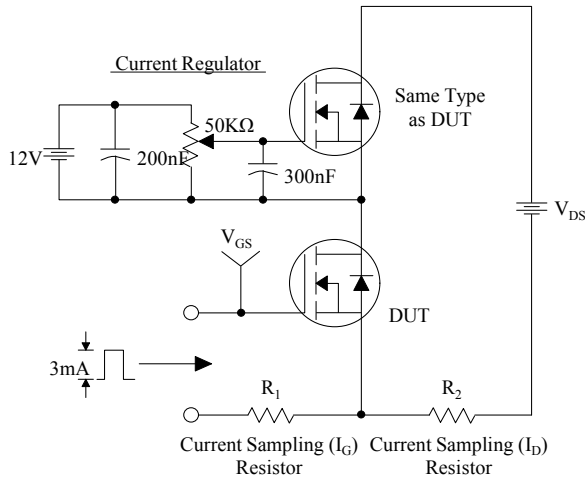 Current Regulator
Same Type
as DUT
50KΩ
12V
200nF
300nF
V_DS
V_GS
DUT
3mA
R_1
R_2
Current Sampling (I_G)
Resistor
Current Sampling (I_D)
Resistor